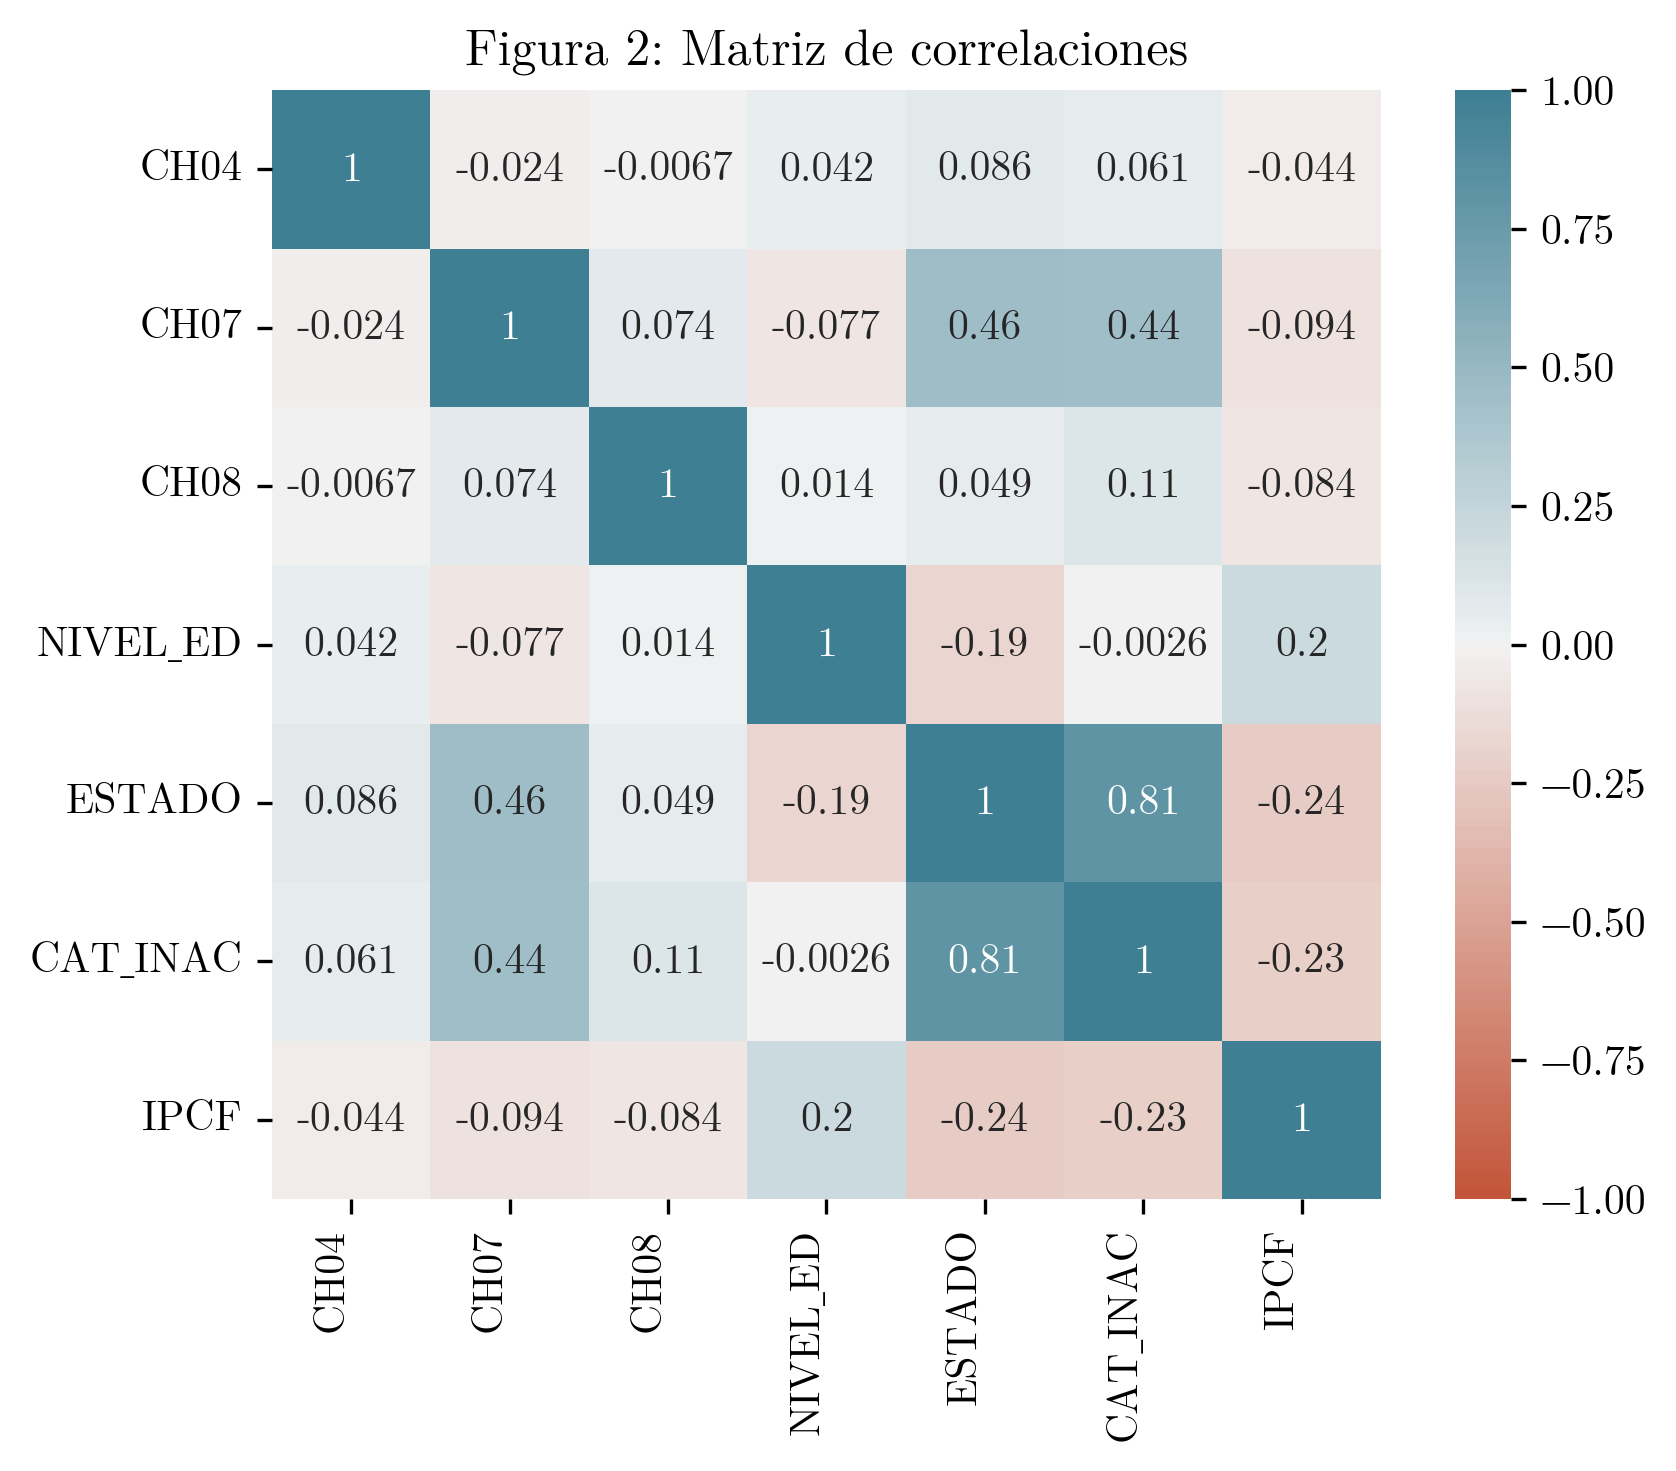 Figura 2: Matriz de correlaciones
CH04 1 -0.024 -0.0067 0.042 0.086 0.061 -0.044
CH07 -0.024 1 0.074 -0.077 0.46 0.44 -0.094
CH08 -0.0067 0.074 1 0.014 0.049 0.11 -0.084
NIVEL_ED 0.042 -0.077 0.014 1 -0.19 -0.0026 0.2
ESTADO 0.086 0.46 0.049 -0.19 1 0.81 -0.24
CAT_INAC 0.061 0.44 0.11 -0.0026 0.81 1 -0.23
IPCF -0.044 -0.094 -0.084 0.2 -0.24 -0.23 1
CH04
CH07
CH08
NIVEL_ED
ESTADO
CAT_INAC
IPCF
1.00
0.75
0.50
0.25
0.00
−0.25
−0.50
−0.75
−1.00